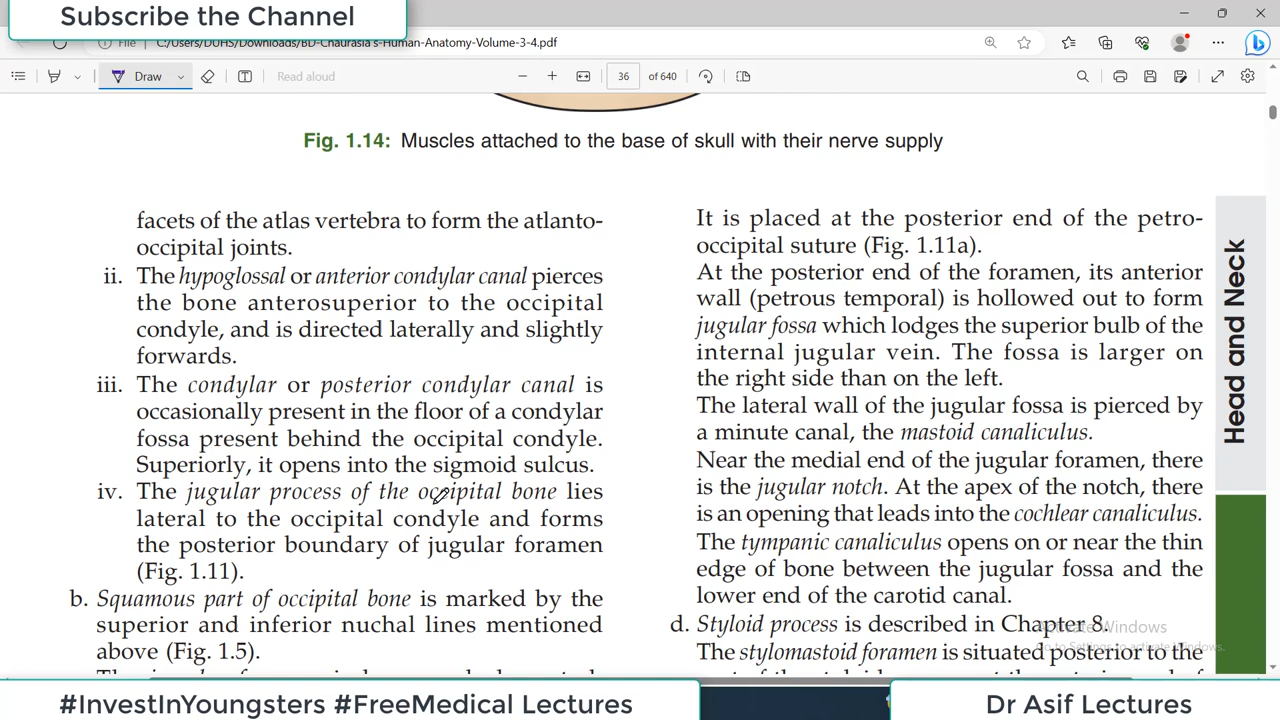 Subscribe the Channel
File
C:/Users/DUHS/Downloads/BD-Chaurasia's-Human-Anatomy-Volume-3-4.pdf
Draw
Read aloud
36
of 640
Fig. 1.14: Muscles attached to the base of skull with their nerve supply
facets of the atlas vertebra to form the atlanto-
occipital joints.
ii. The hypoglossal or anterior condylar canal pierces
the bone anterosuperior to the occipital
condyle, and is directed laterally and slightly
forwards.
iii. The condylar or posterior condylar canal is
occasionally present in the floor of a condylar
fossa present behind the occipital condyle.
Superiorly, it opens into the sigmoid sulcus.
iv. The jugular process of the occipital bone lies
lateral to the occipital condyle and forms
the posterior boundary of jugular foramen
(Fig. 1.11).
b. Squamous part of occipital bone is marked by the
superior and inferior nuchal lines mentioned
above (Fig. 1.5).
It is placed at the posterior end of the petro-
occipital suture (Fig. 1.11a).
At the posterior end of the foramen, its anterior
wall (petrous temporal) is hollowed out to form
jugular fossa which lodges the superior bulb of the
internal jugular vein. The fossa is larger on
the right side than on the left.
The lateral wall of the jugular fossa is pierced by
a minute canal, the mastoid canaliculus.
Near the medial end of the jugular foramen, there
is the jugular notch. At the apex of the notch, there
is an opening that leads into the cochlear canaliculus.
The tympanic canaliculus opens on or near the thin
edge of bone between the jugular fossa and the
lower end of the carotid canal.
d. Styloid process is described in Chapter 8.
The stylomastoid foramen is situated posterior to the
Head and Neck
Activate Windows
Go to Settings to activate Windows.
#InvestInYoungsters #FreeMedical Lectures
Dr Asif Lectures